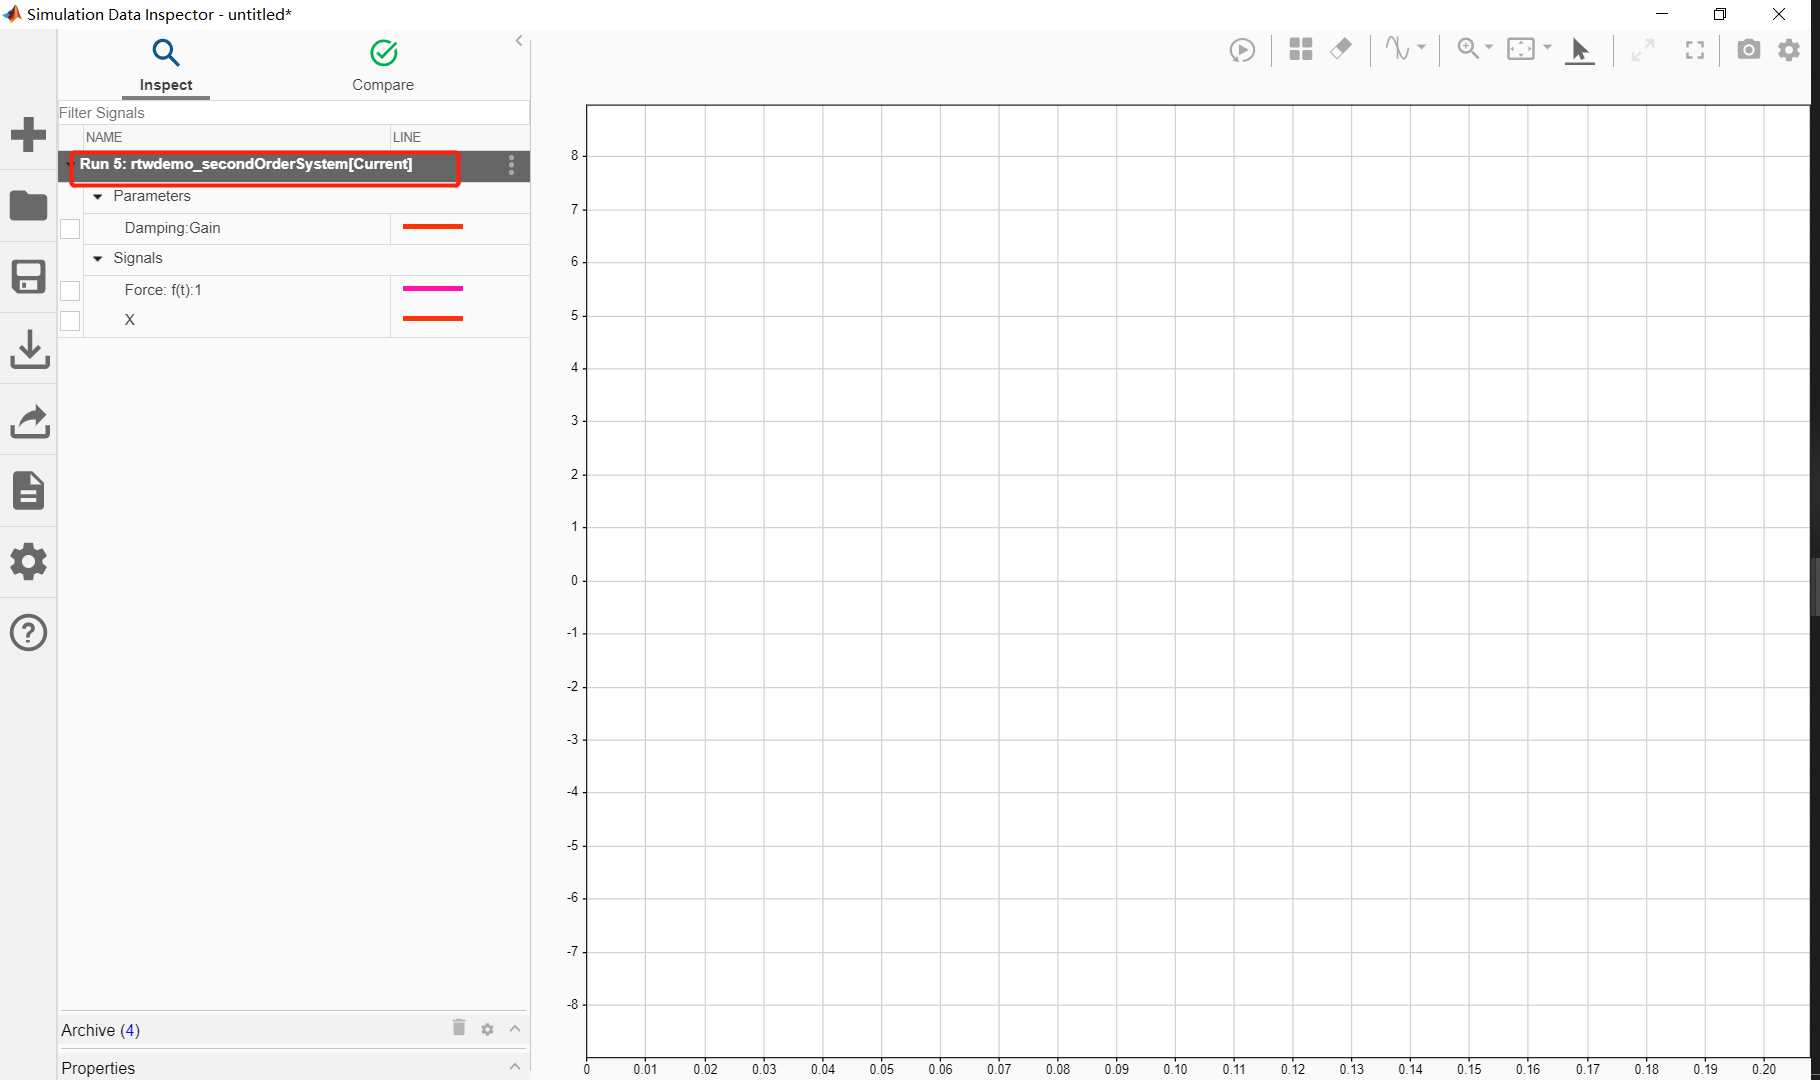 Simulation Data Inspector - untitled*
Inspect
Compare
Filter Signals
NAME
LINE
Run 5: rtwdemo_secondOrderSystem[Current]
Parameters
Damping:Gain
Signals
Force: f(t):1
X
Archive (4)
Properties
8
7
6
5
4
3
2
1
0
-1
-2
-3
-4
-5
-6
-7
-8
0 0.01 0.02 0.03 0.04 0.05 0.06 0.07 0.08 0.09 0.10 0.11 0.12 0.13 0.14 0.15 0.16 0.17 0.18 0.19 0.20